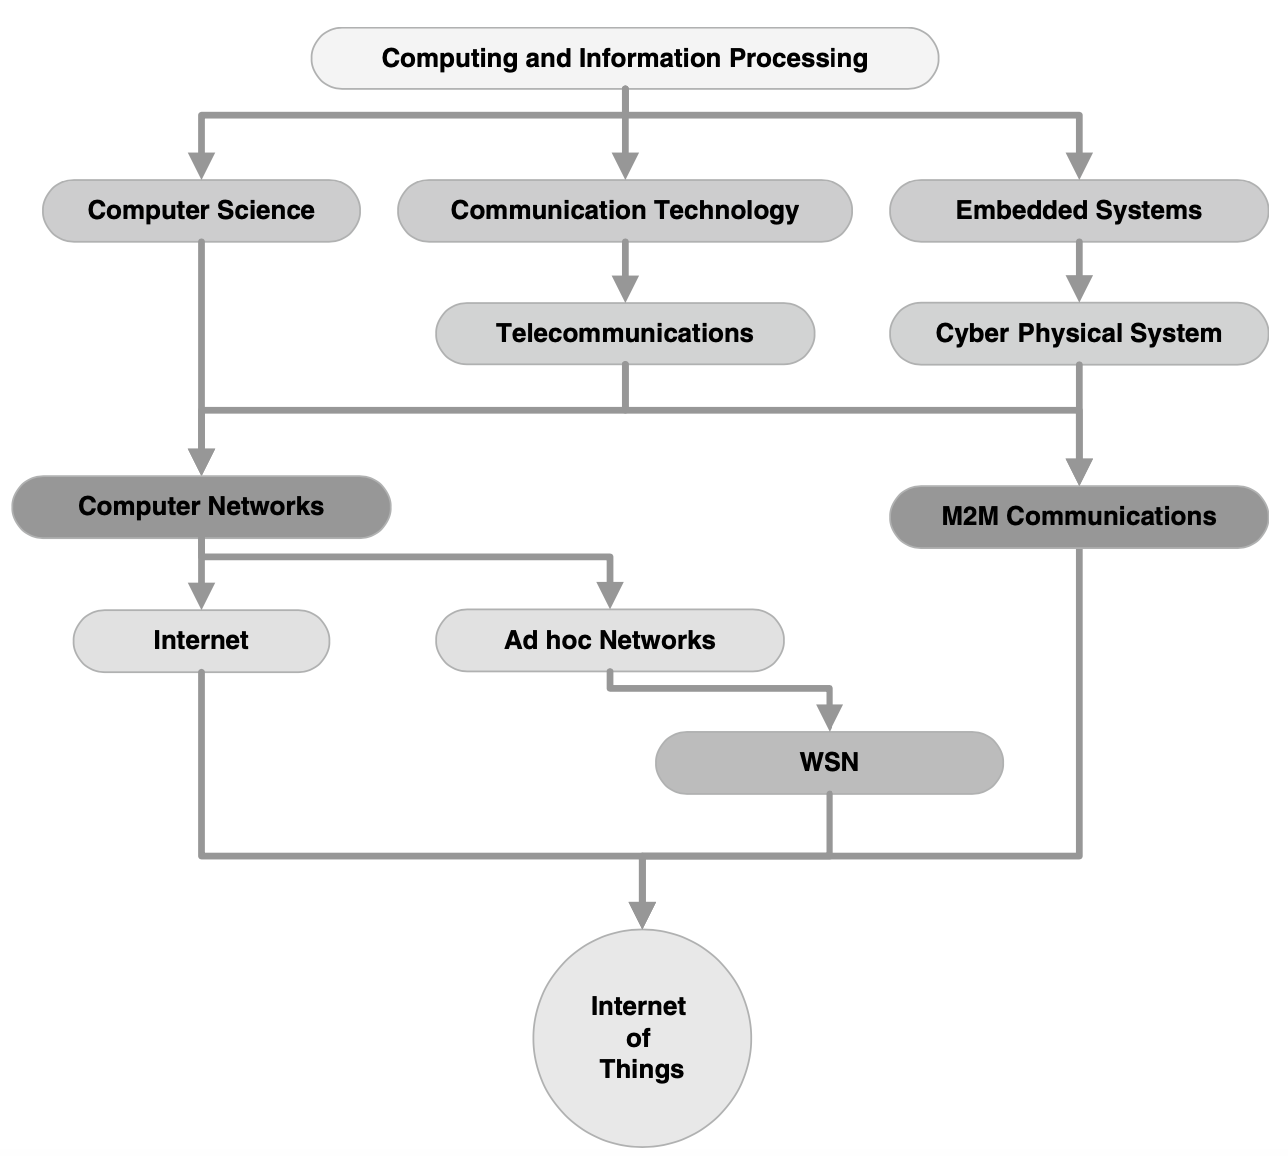 Computing and Information Processing
Computer Science
Communication Technology
Embedded Systems
Telecommunications
Cyber Physical System
Computer Networks
M2M Communications
Internet
Ad hoc Networks
WSN
Internet
of
Things